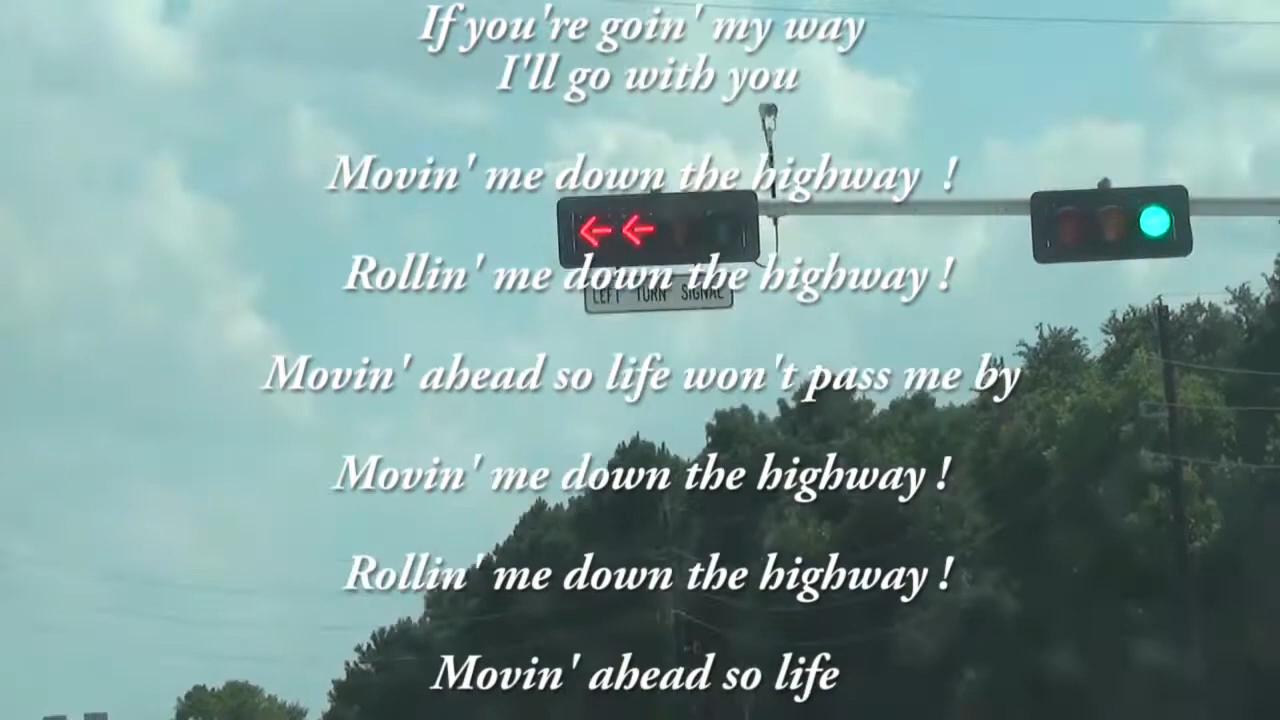 If you're goin' my way
I'll go with you
Movin' me down the highway !
Rollin' me down the highway !
LEFT TURN SIGNAL
Movin' ahead so life won't pass me by
Movin' me down the highway !
Rollin' me down the highway !
Movin' ahead so life